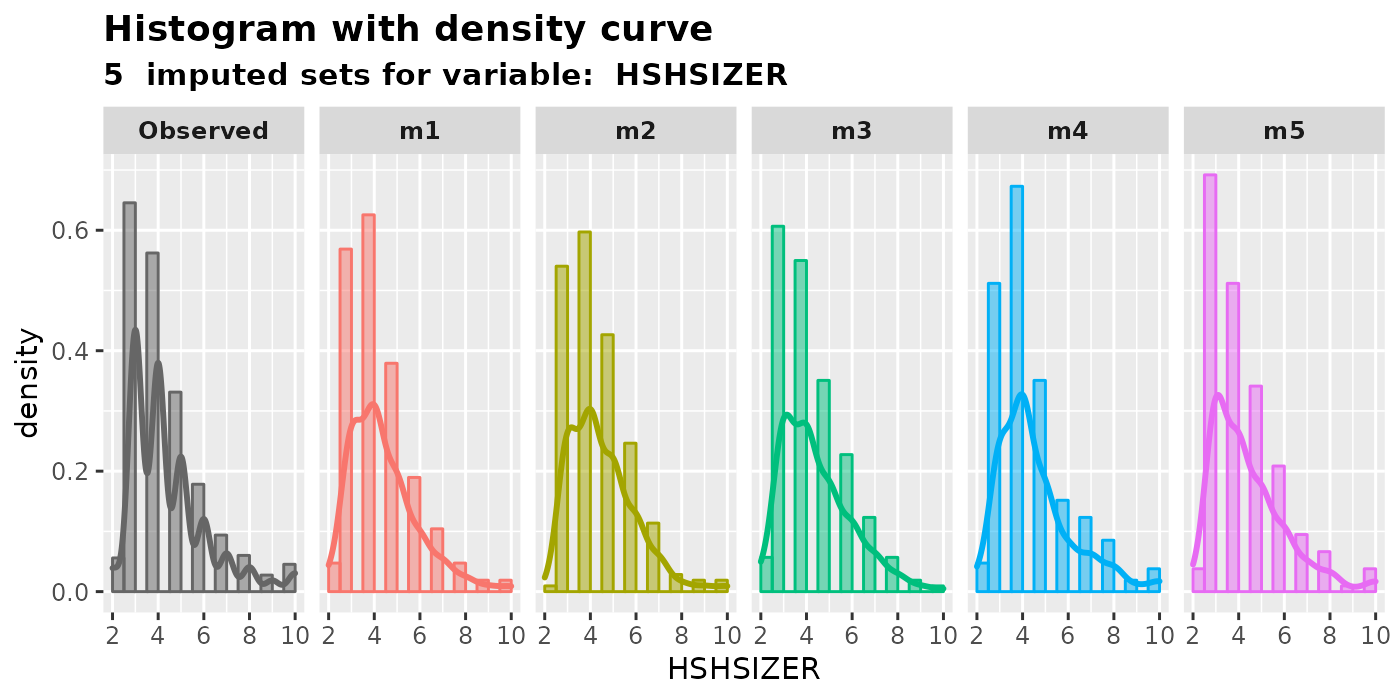 Histogram with density curve
5  imputed sets for variable:  HSHSIZER
Observed m1 m2 m3 m4 m5
density
0.6
0.4
0.2
0.0
2 4 6 8 10 2 4 6 8 10 2 4 6 8 10 2 4 6 8 10 2 4 6 8 10 2 4 6 8 10
HSHSIZER